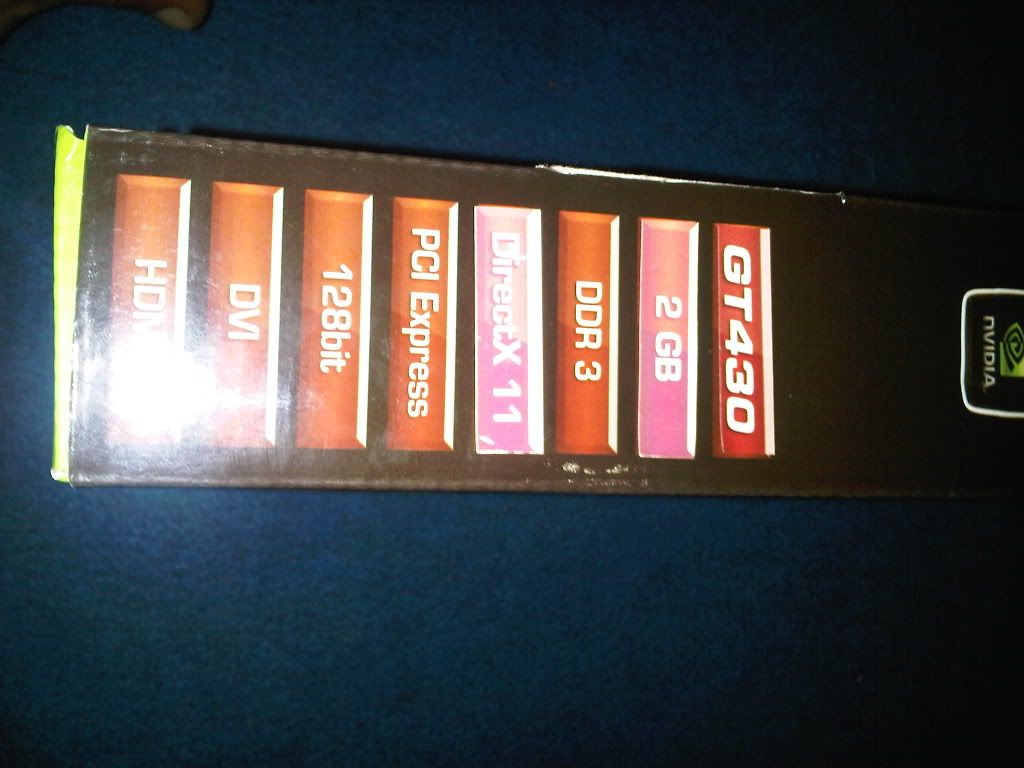 NVIDIA
GT430
2 GB
DDR 3
DirectX 11
PCI Express
128bit
DVI